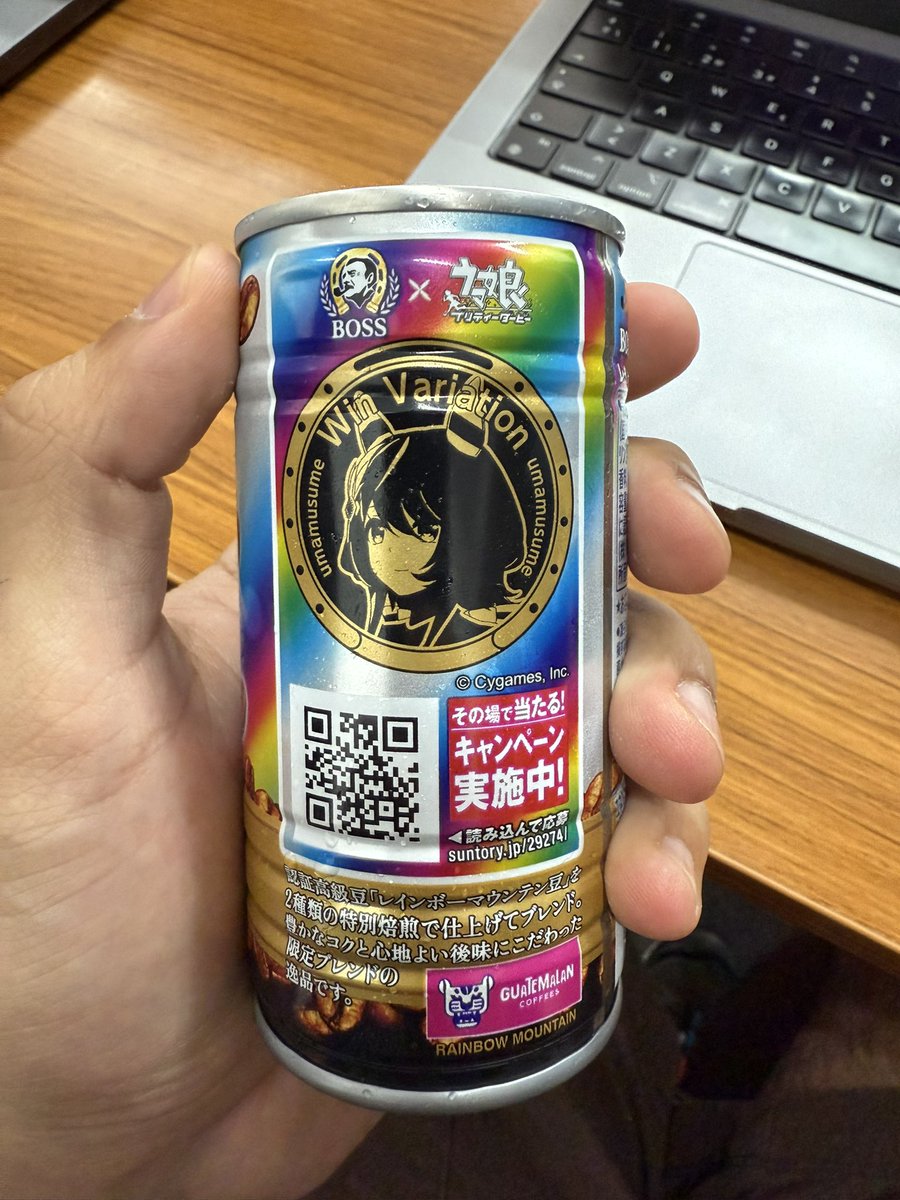 BOSS
×
ウマ娘
プリティーダービー
Win Variation
umamusume
umamusume
© Cygames, Inc.
その場で当たる!
キャンペーン
実施中!
◀読み込んで応募
suntory.jp/29274/
認証高級豆「レインボーマウンテン豆」を
2種類の特別焙煎で仕上げてブレンド。
豊かなコクと心地よい後味にこだわった
限定ブレンドの
逸品です。
GUATEMALAN
COFFEES
RAINBOW MOUNTAIN
Q
W
E
R
T
A
S
D
F
G
Z
X
C
V